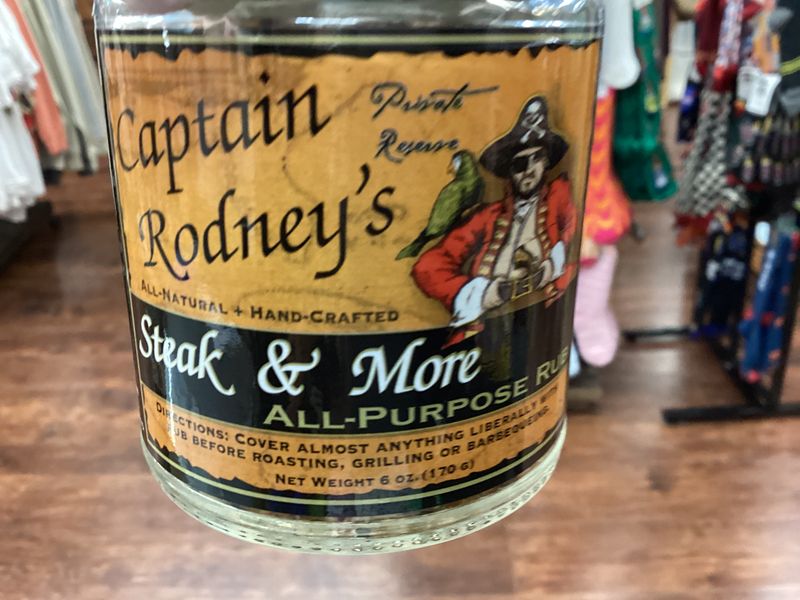 Captain
Rodney's
Private
Reserve
All-Natural + Hand-Crafted
Steak & More
All-Purpose Rub
Directions: Cover almost anything liberally with
rub before roasting, grilling or barbequeing.
Net Weight 6 oz. (170 g)